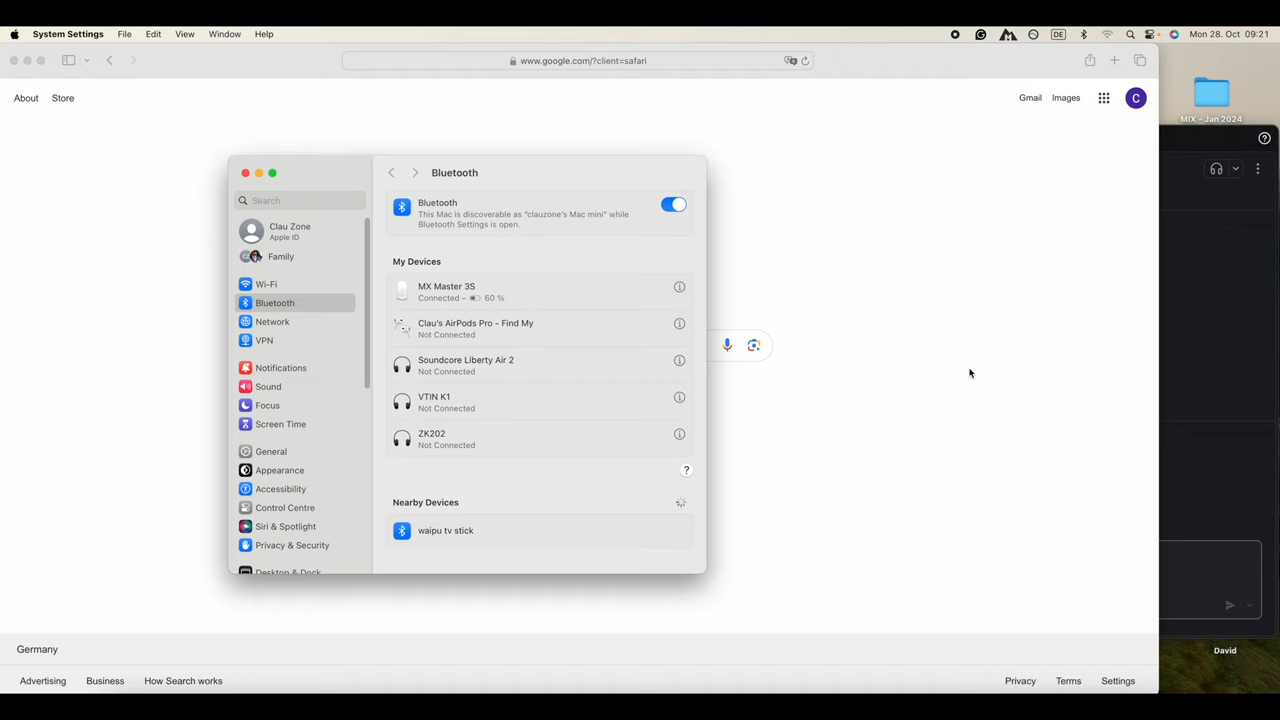 System Settings File Edit View Window Help DE Mon 28. Oct 09:21
www.google.com/?client=safari
About Store Gmail Images C
MIX - Jan 2024
Bluetooth
Search
Clau Zone
Apple ID
Family
Wi-Fi
Bluetooth
Network
VPN
Notifications
Sound
Focus
Screen Time
General
Appearance
Accessibility
Control Centre
Siri & Spotlight
Privacy & Security
Desktop & Dock
Bluetooth
This Mac is discoverable as "clauzone's Mac mini" while
Bluetooth Settings is open.
My Devices
MX Master 3S
Connected – 60 %
Clau's AirPods Pro - Find My
Not Connected
Soundcore Liberty Air 2
Not Connected
VTIN K1
Not Connected
ZK202
Not Connected
?
Nearby Devices
waipu tv stick
Germany
David
Advertising Business How Search works Privacy Terms Settings